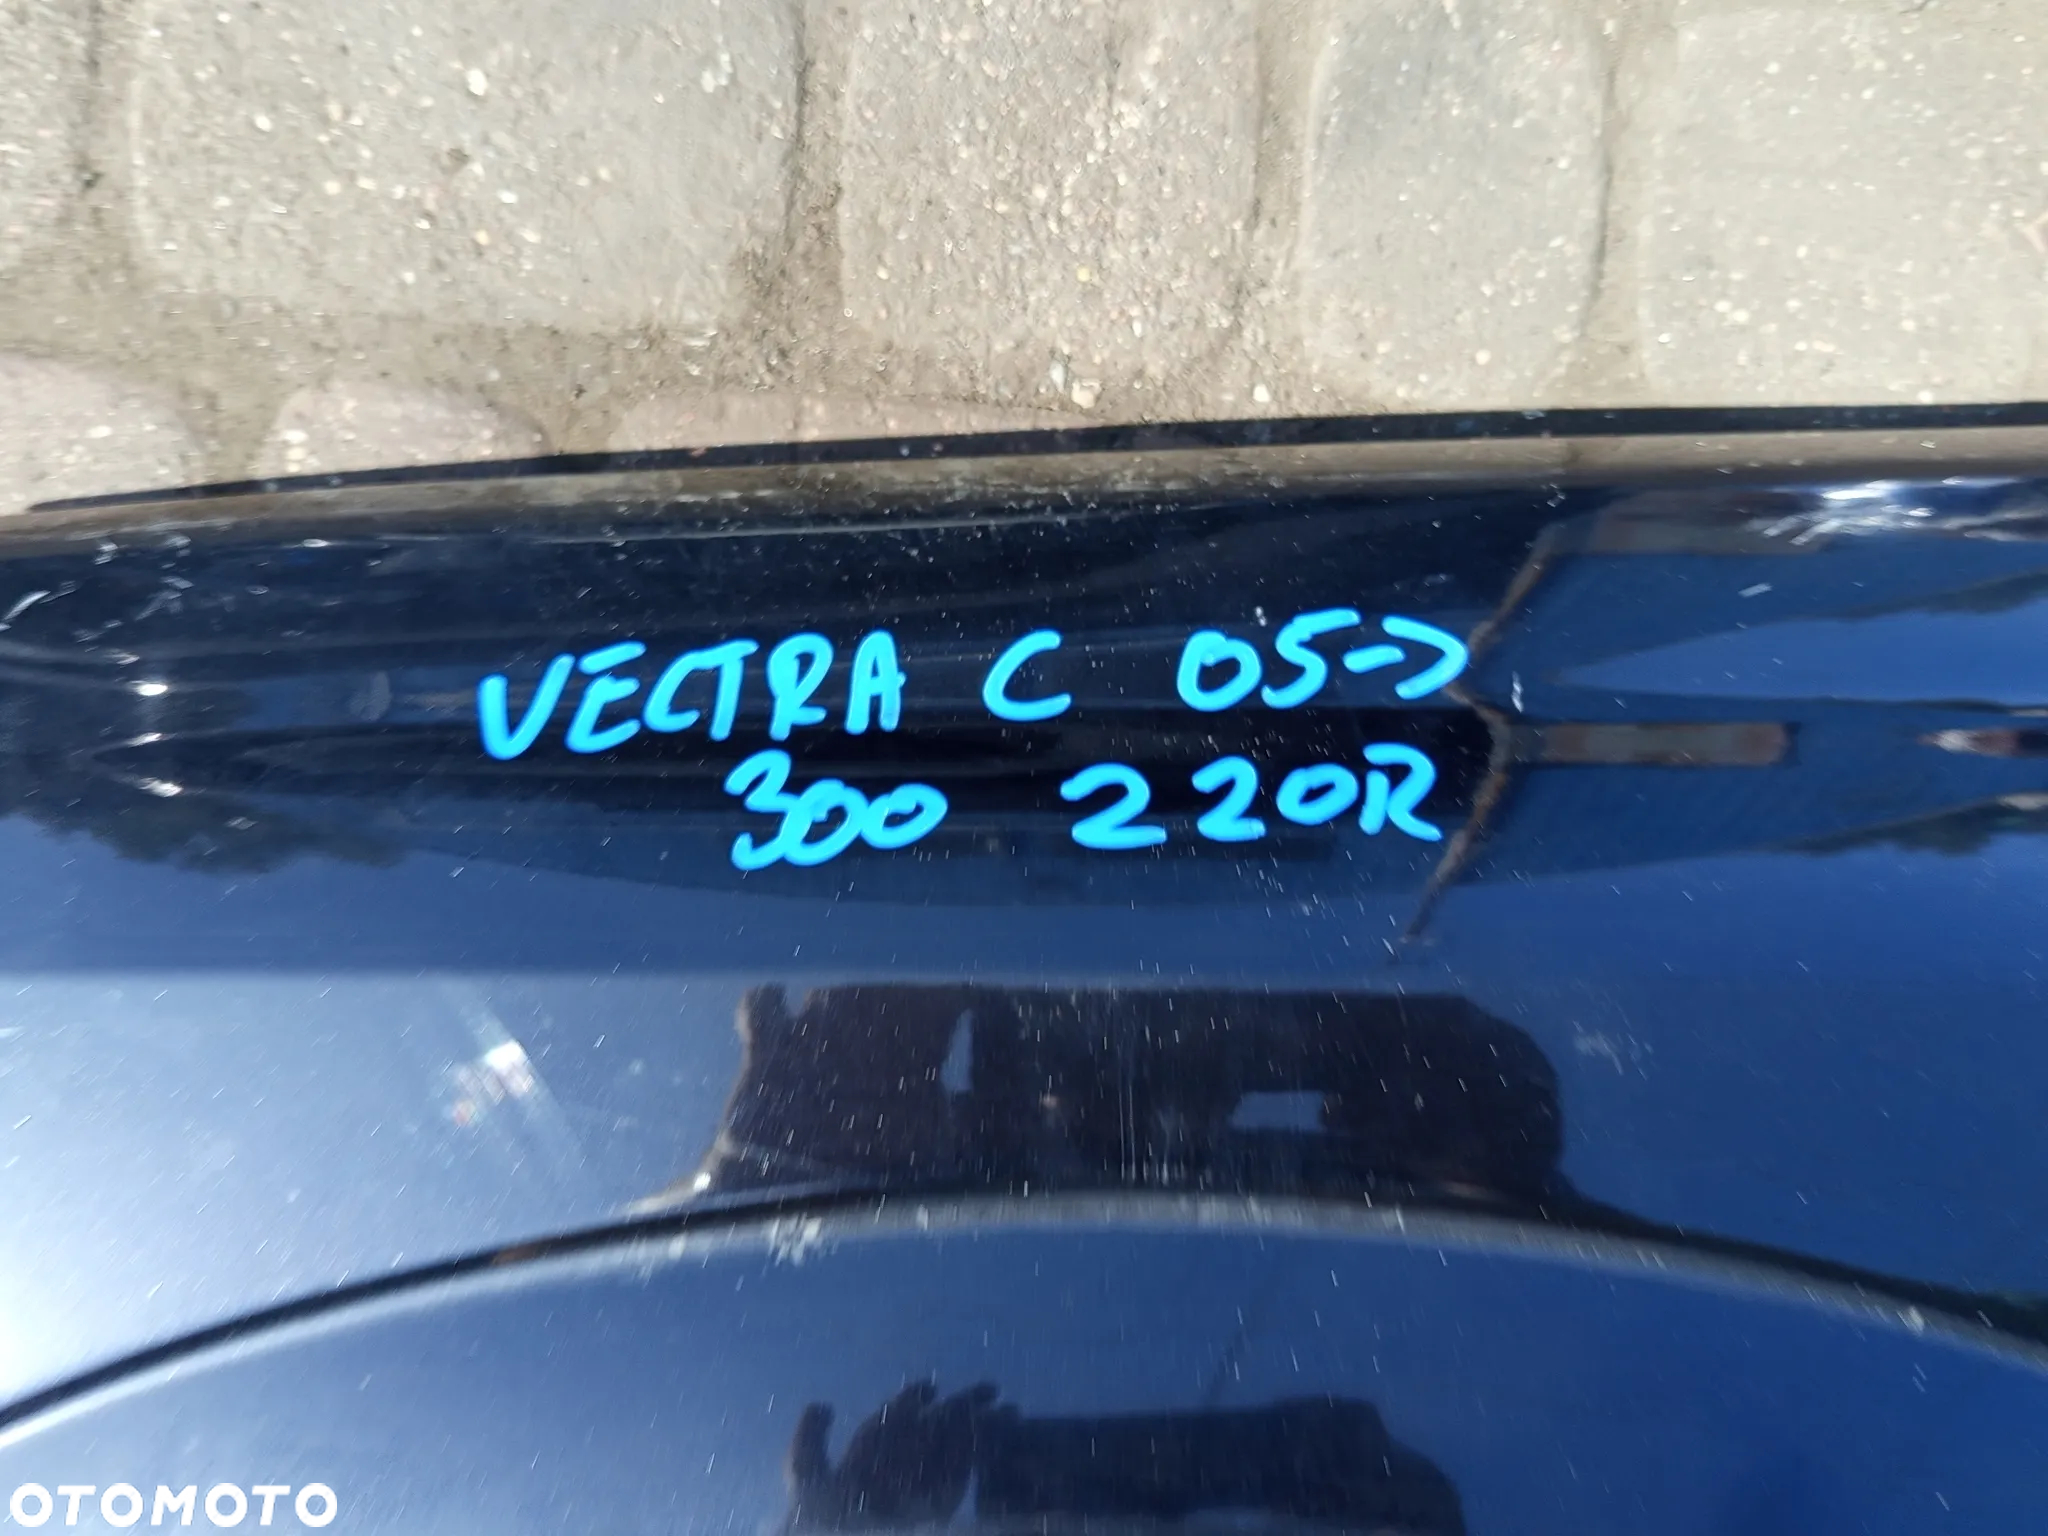 VECTRA C 05->
300 220R
OTOMOTO